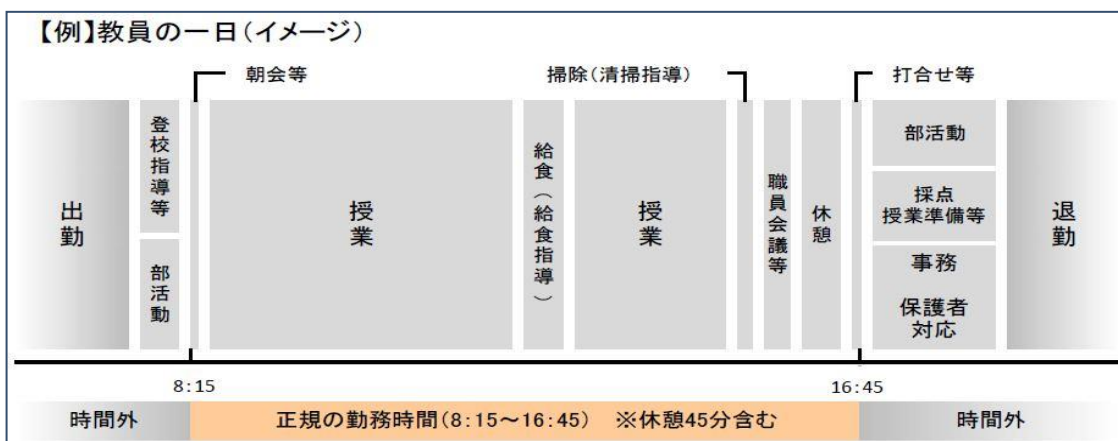 【例】教員の一日(イメージ)
朝会等
掃除(清掃指導)
打合せ等
出勤
登校指導等
部活動
授業
給食(給食指導)
授業
職員会議等
休憩
部活動
採点
授業準備等
事務
保護者
対応
退勤
8:15
16:45
時間外
正規の勤務時間(8:15~16:45) ※休憩45分含む
時間外